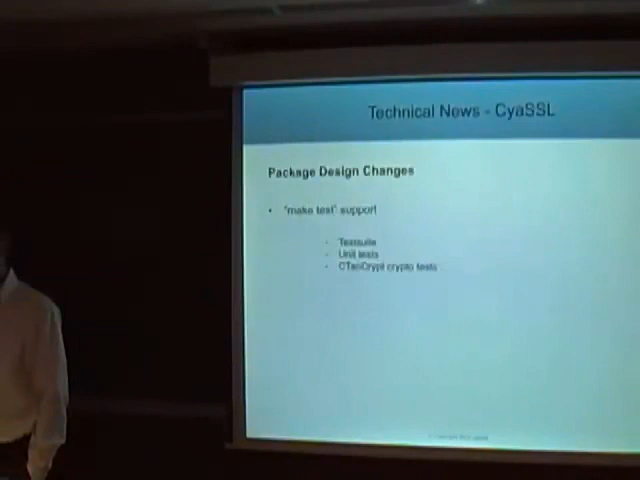 Technical News - CyaSSL
Package Design Changes
• "make test" support
- Testsuite
- Unit tests
- CTaoCrypt crypto tests